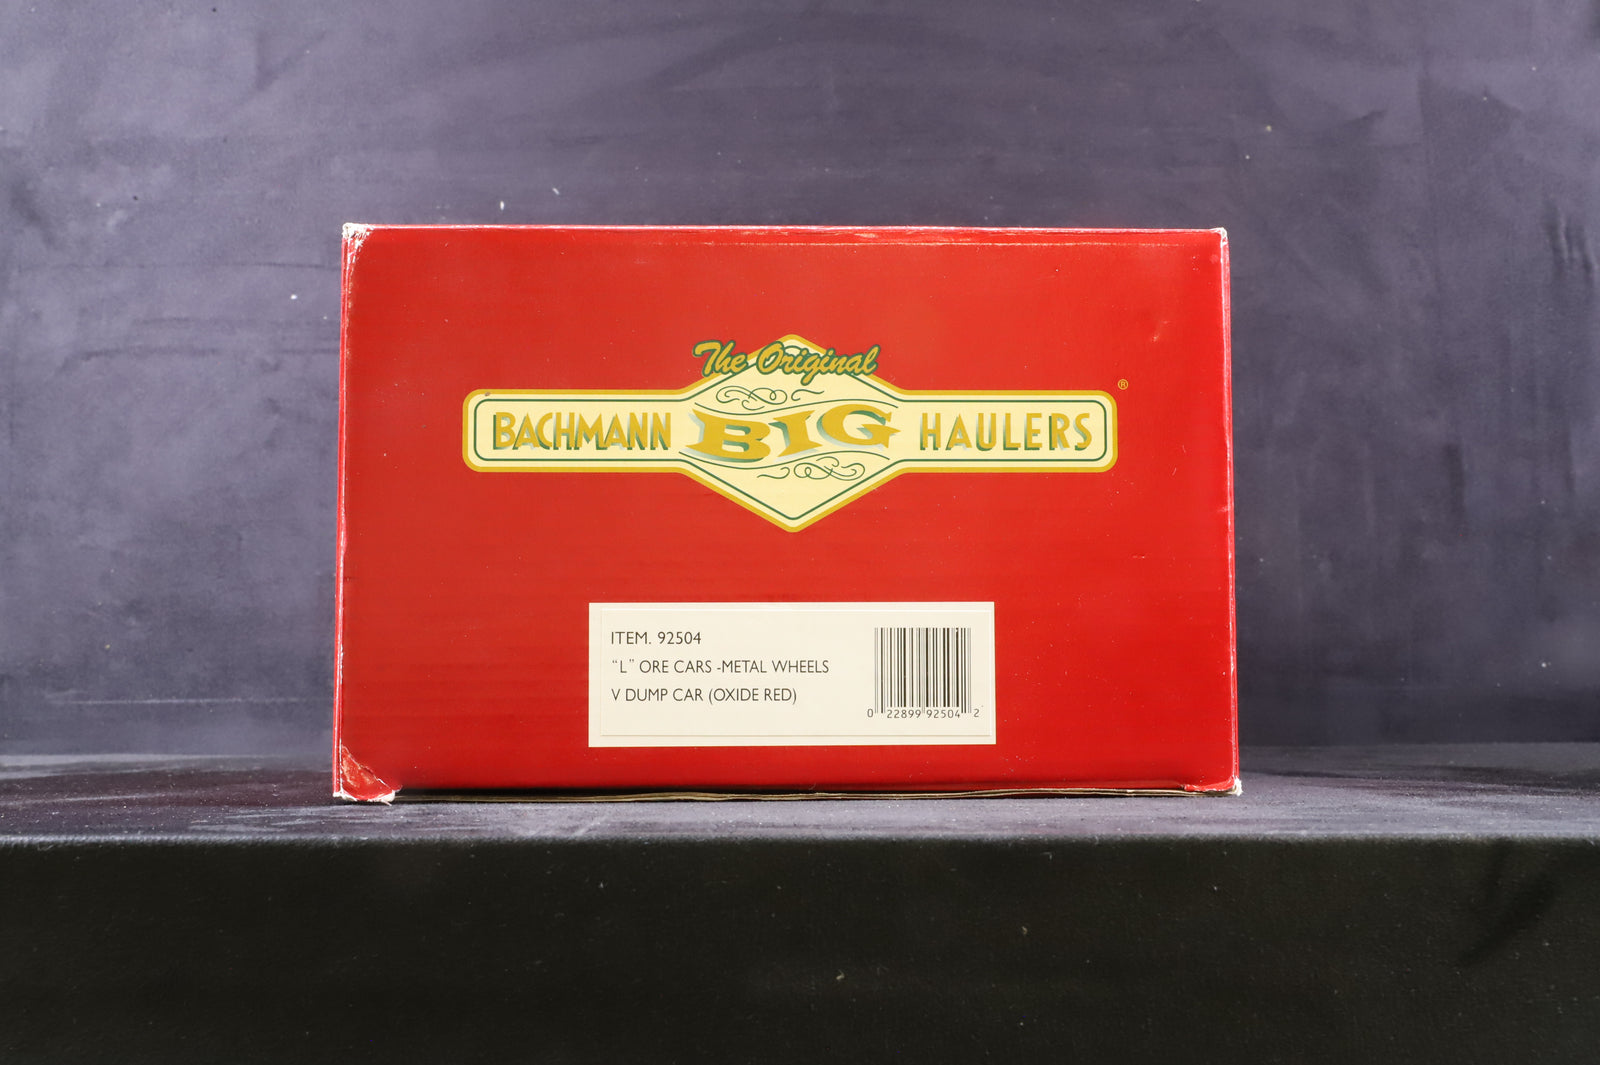 The Original
BACHMANN BIG HAULERS ®
ITEM. 92504
"L" ORE CARS -METAL WHEELS
V DUMP CAR (OXIDE RED)
0 22899 92504 2